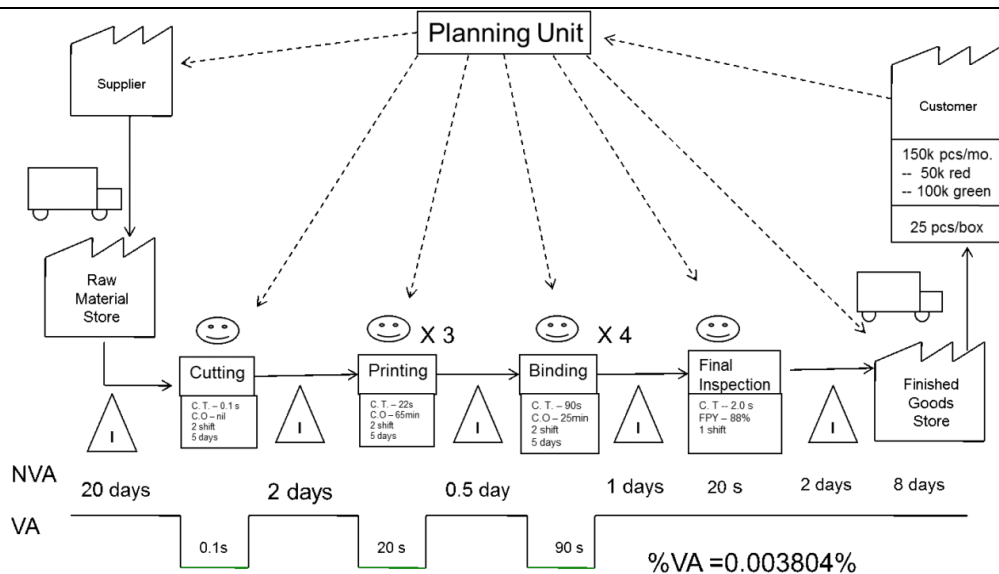 Planning Unit
Supplier
Customer
150k pcs/mo.
-- 50k red
-- 100k green
25 pcs/box
Raw
Material
Store
X 3
X 4
Cutting
Printing
Binding
Final
Inspection
Finished
Goods
Store
C. T. – 0.1 s
C.O – nil
2 shift
5 days
C. T. – 22s
C.O – 65min
2 shift
5 days
C. T. – 90s
C.O – 25min
2 shift
5 days
C. T -- 2.0 s
FPY – 88%
1 shift
I
I
I
I
I
NVA
20 days
2 days
0.5 day
1 days
20 s
2 days
8 days
VA
0.1s
20 s
90 s
%VA =0.003804%